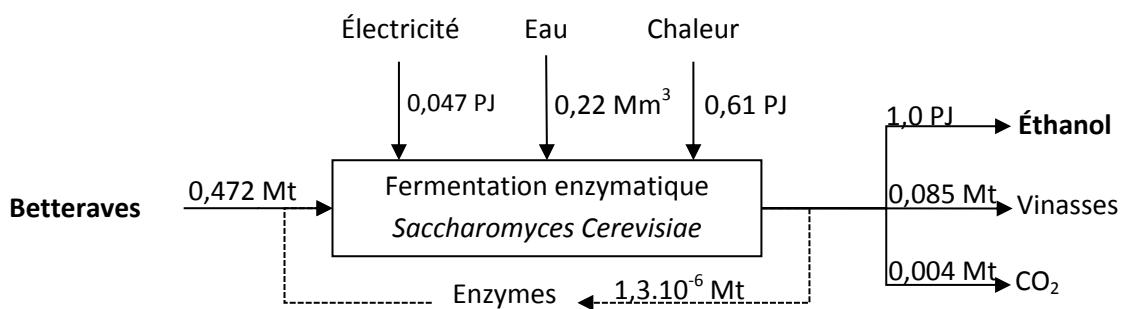 Électricité Eau Chaleur
0,047 PJ 0,22 Mm³ 0,61 PJ
1,0 PJ Éthanol
Betteraves 0,472 Mt Fermentation enzymatique 0,085 Mt Vinasses
Saccharomyces Cerevisiae
0,004 Mt CO₂
Enzymes 1,3.10⁻⁶ Mt